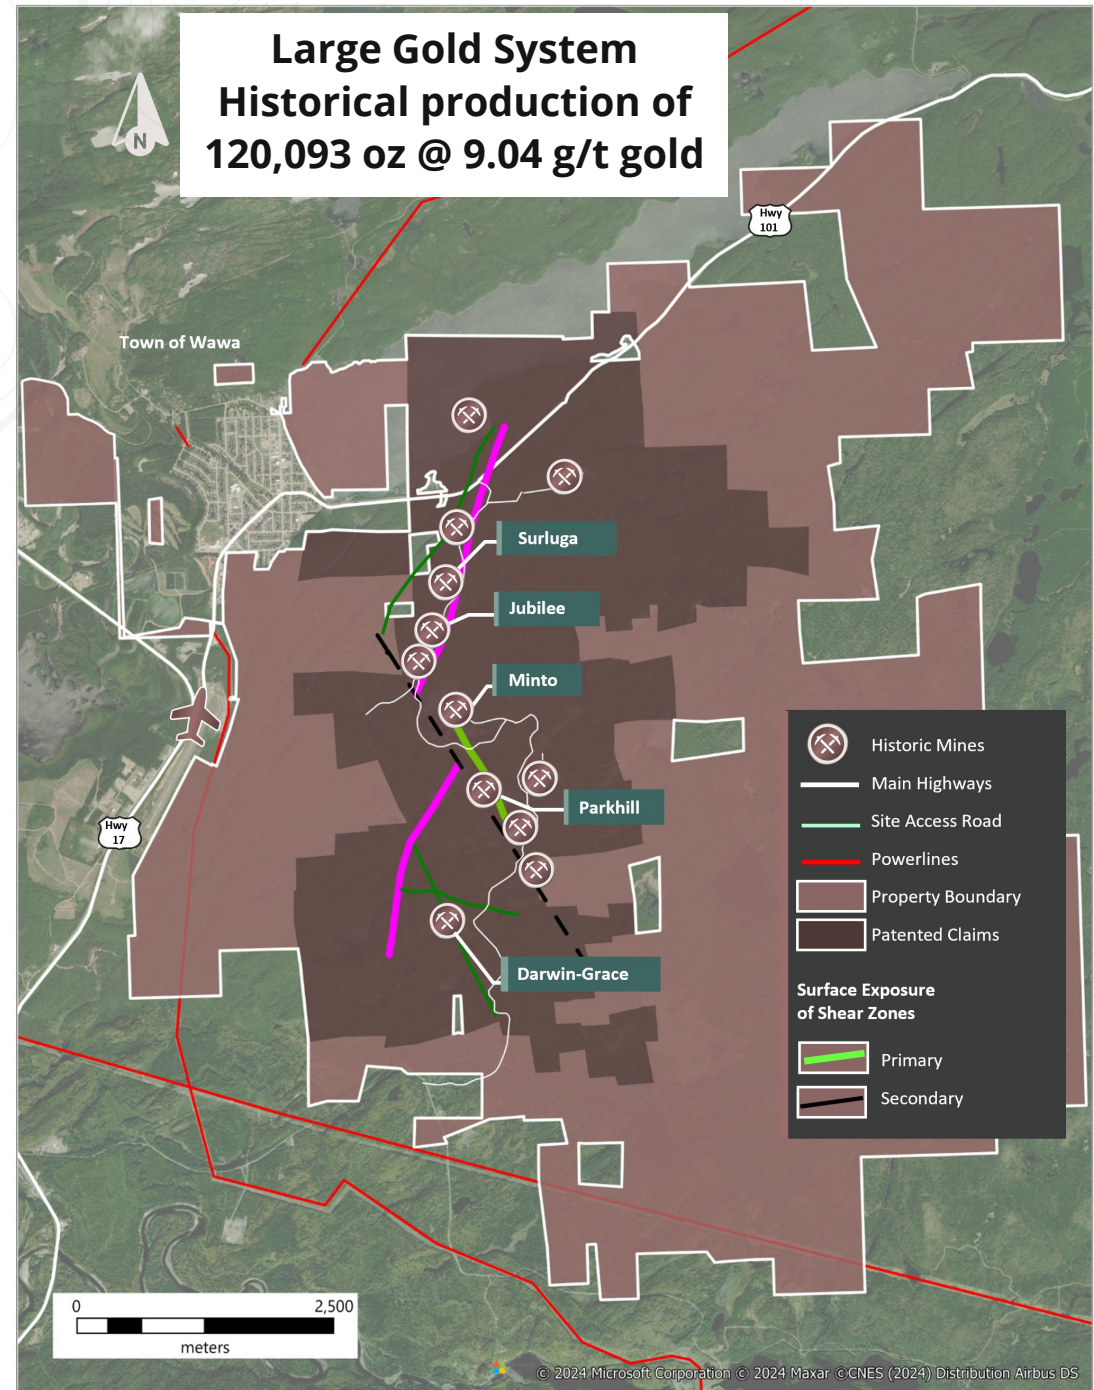 Large Gold System
Historical production of
120,093 oz @ 9.04 g/t gold
N
Hwy
101
Town of Wawa
Surluga
Jubilee
Minto
Parkhill
Darwin-Grace
Hwy
17
Historic Mines
Main Highways
Site Access Road
Powerlines
Property Boundary
Patented Claims
Surface Exposure
of Shear Zones
Primary
Secondary
0 2,500
meters
© 2024 Microsoft Corporation © 2024 Maxar ©CNES (2024) Distribution Airbus DS